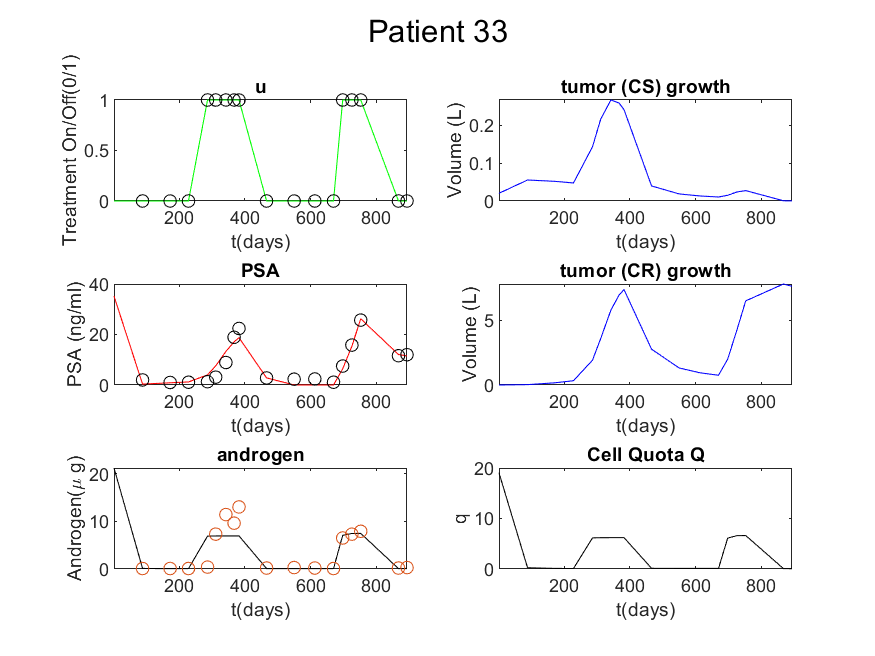 Patient 33
u
Treatment On/Off(0/1)
1
0.5
0
200 400 600 800
t(days)
tumor (CS) growth
Volume (L)
0.2
0.1
0
200 400 600 800
t(days)
PSA
PSA (ng/ml)
40
20
0
200 400 600 800
t(days)
tumor (CR) growth
Volume (L)
5
0
200 400 600 800
t(days)
androgen
Androgen(μ g)
20
10
0
200 400 600 800
t(days)
Cell Quota Q
q
20
10
0
200 400 600 800
t(days)